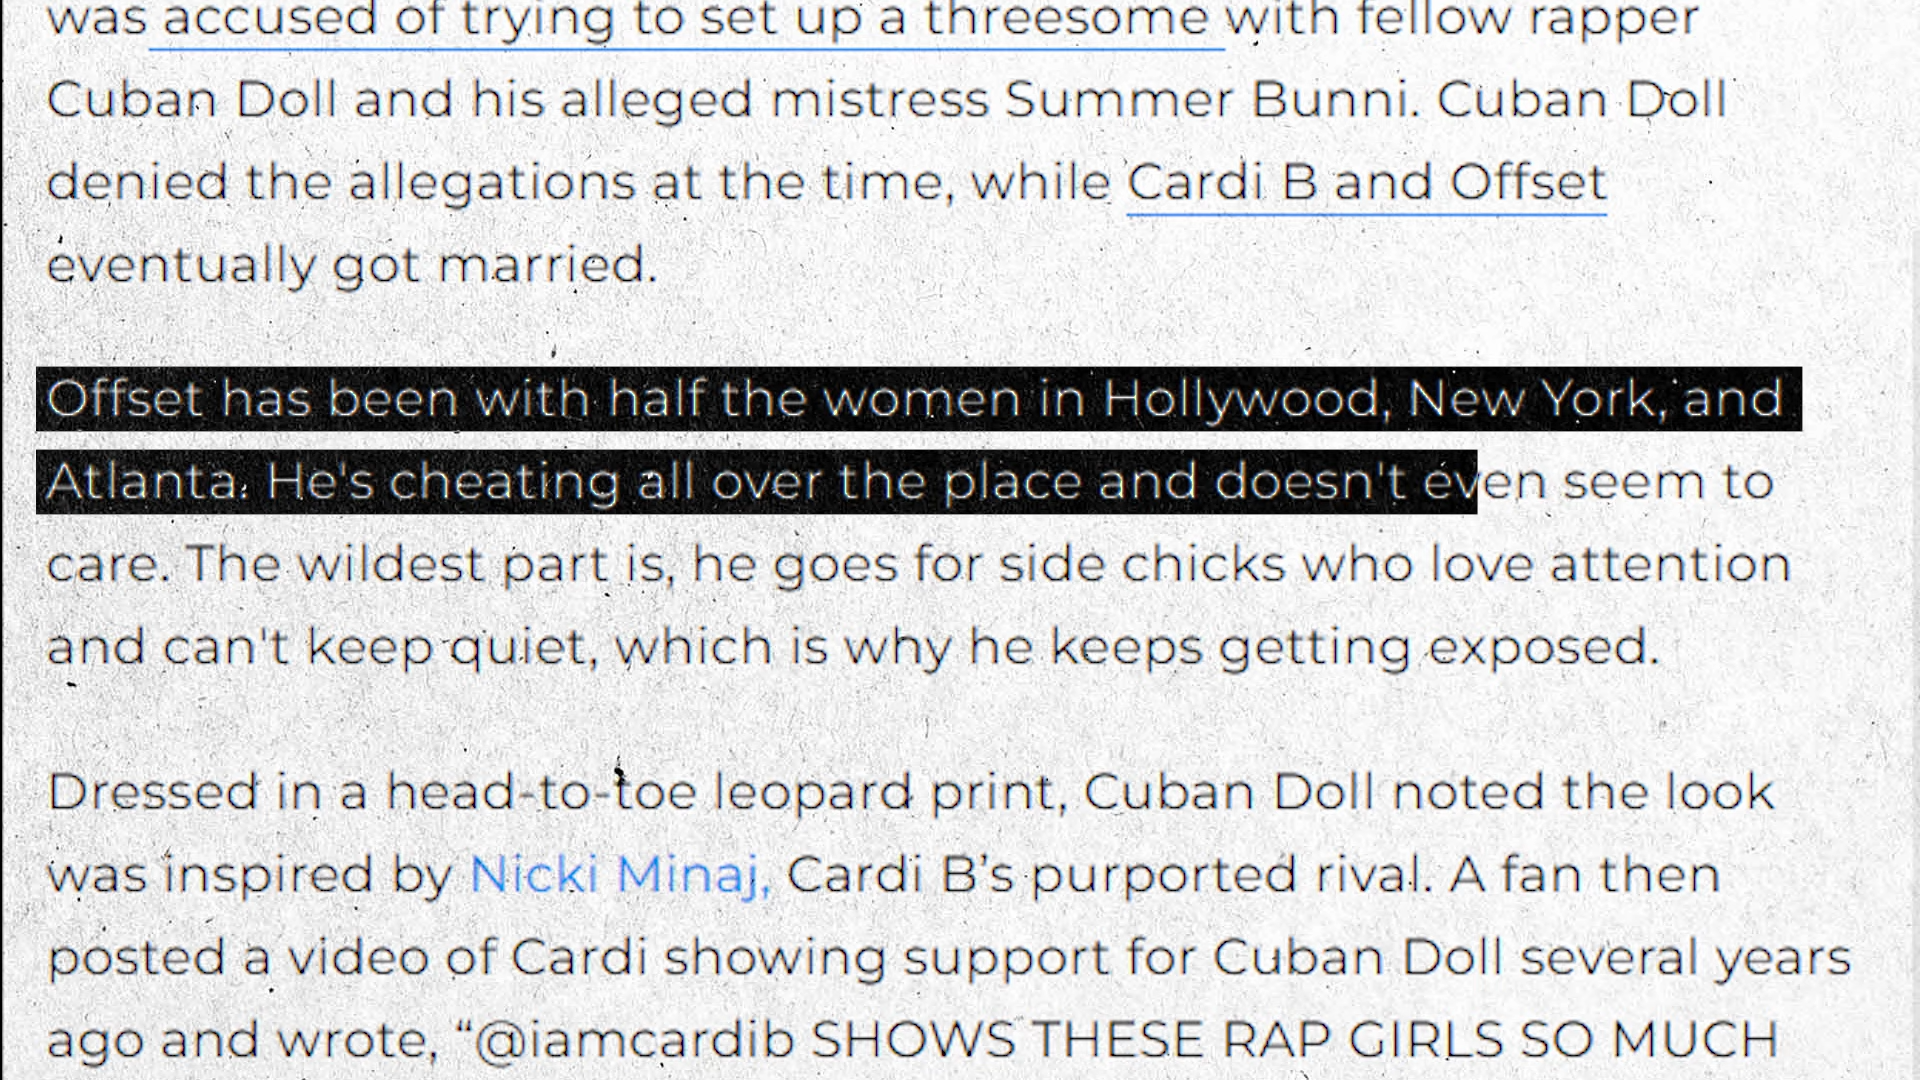 was accused of trying to set up a threesome with fellow rapper
Cuban Doll and his alleged mistress Summer Bunni. Cuban Doll
denied the allegations at the time, while Cardi B and Offset
eventually got married.
Offset has been with half the women in Hollywood, New York, and
Atlanta. He's cheating all over the place and doesn't even seem to
care. The wildest part is, he goes for side chicks who love attention
and can't keep quiet, which is why he keeps getting exposed.
Dressed in a head-to-toe leopard print, Cuban Doll noted the look
was inspired by Nicki Minaj, Cardi B’s purported rival. A fan then
posted a video of Cardi showing support for Cuban Doll several years
ago and wrote, “@iamcardib SHOWS THESE RAP GIRLS SO MUCH